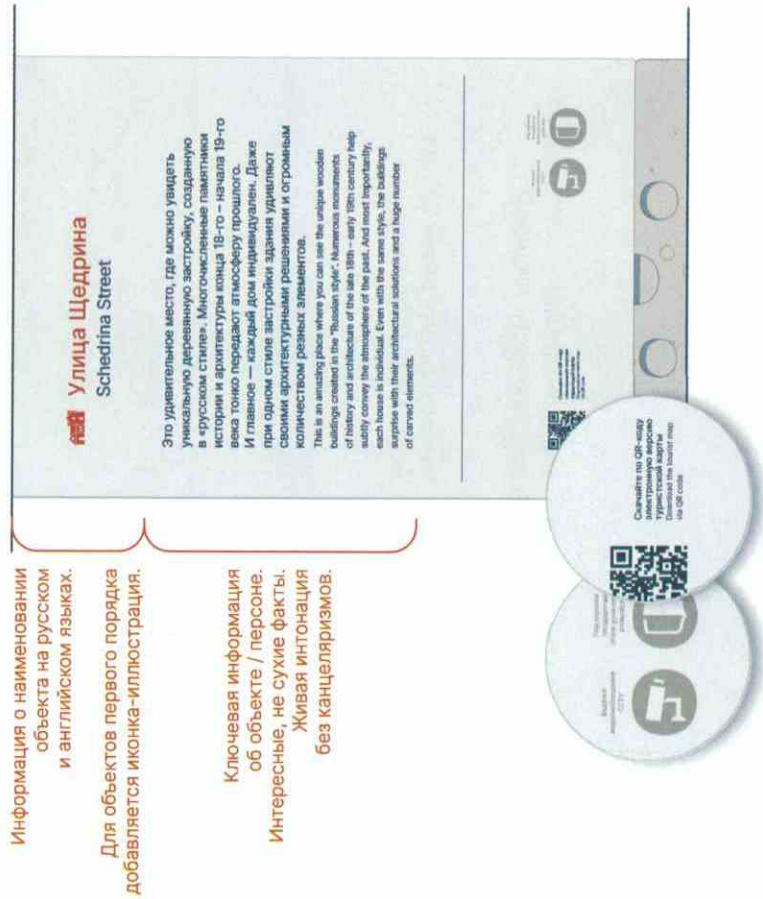 Информация о наименовании
объекта на русском
и английском языках.
Для объектов первого порядка
добавляется иконка-иллюстрация.
Ключевая информация
об объекте / персоне.
Интересные, не сухие факты.
Живая интонация
без канцеляризмов.
Улица Щедрина
Schedrina Street
Это удивительное место, где можно увидеть
уникальную деревянную застройку, созданную
в «русском стиле». Многочисленные памятники
истории и архитектуры конца 18-го – начала 19-го
века тонко передают атмосферу прошлого.
И главное — каждый дом индивидуален. Даже
при одном стиле застройки здания удивляют
своими архитектурными решениями и огромным
количеством резных элементов.
This is an amazing place where you can see the unique wooden
buildings created in the "Russian style". Numerous monuments
of history and architecture of the late 18th – early 19th century help
subtly convey the atmosphere of the past. And most importantly,
each house is individual. Even with the same style, the buildings
surprise with their architectural solutions and a huge number
of carved elements.
Ведется
видеонаблюдение
CCTV
Скачайте по QR-коду
электронную версию
туристской карты
Download the tourist map
via QR code